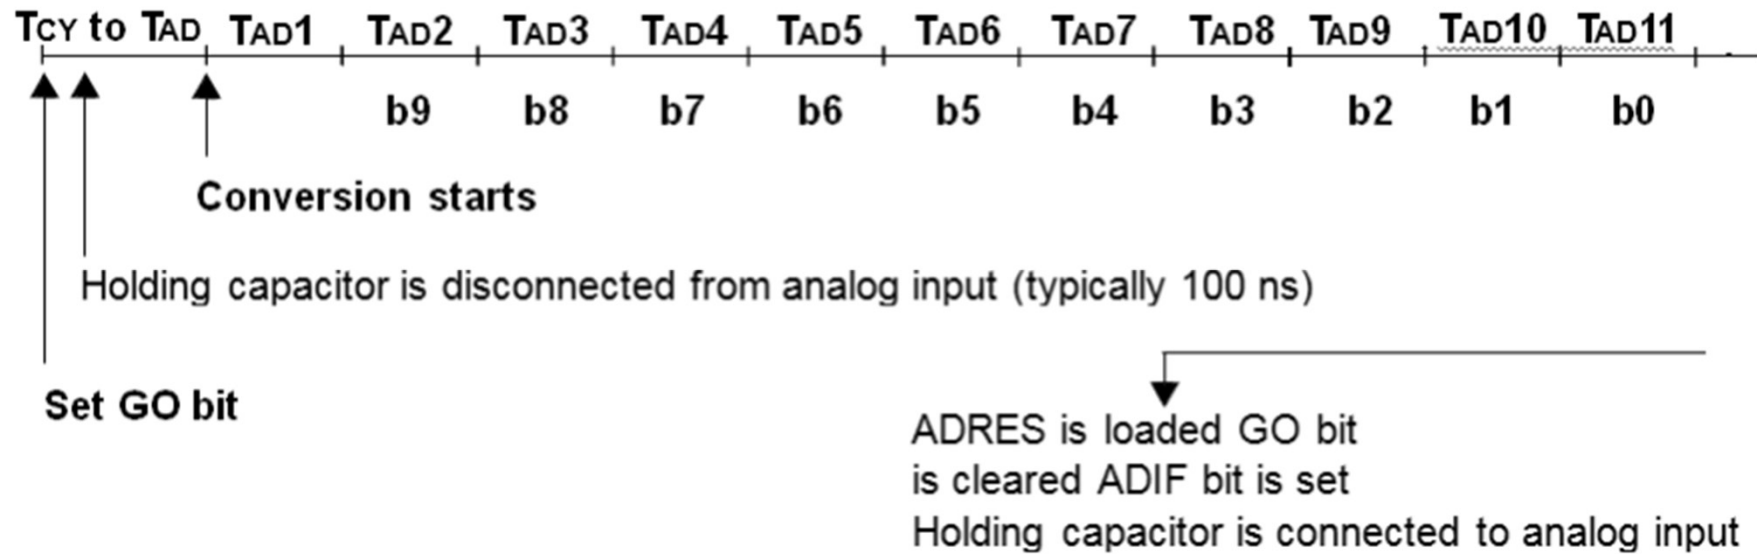 TCY to TAD TAD1 TAD2 TAD3 TAD4 TAD5 TAD6 TAD7 TAD8 TAD9 TAD10 TAD11
b9 b8 b7 b6 b5 b4 b3 b2 b1 b0
Conversion starts
Holding capacitor is disconnected from analog input (typically 100 ns)
Set GO bit
ADRES is loaded GO bit
is cleared ADIF bit is set
Holding capacitor is connected to analog input